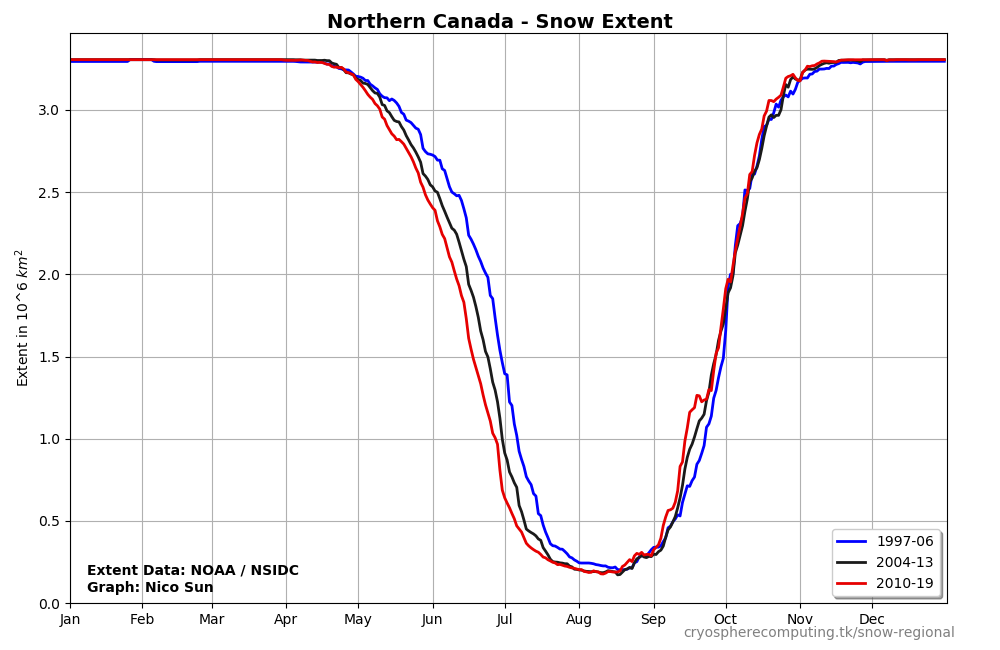 Northern Canada - Snow Extent
Extent in 10^6 km²
3.0
2.5
2.0
1.5
1.0
0.5
0.0
Extent Data: NOAA / NSIDC
Graph: Nico Sun
1997-06
2004-13
2010-19
Jan Feb Mar Apr May Jun Jul Aug Sep Oct Nov Dec
cryospherecomputing.tk/snow-regional